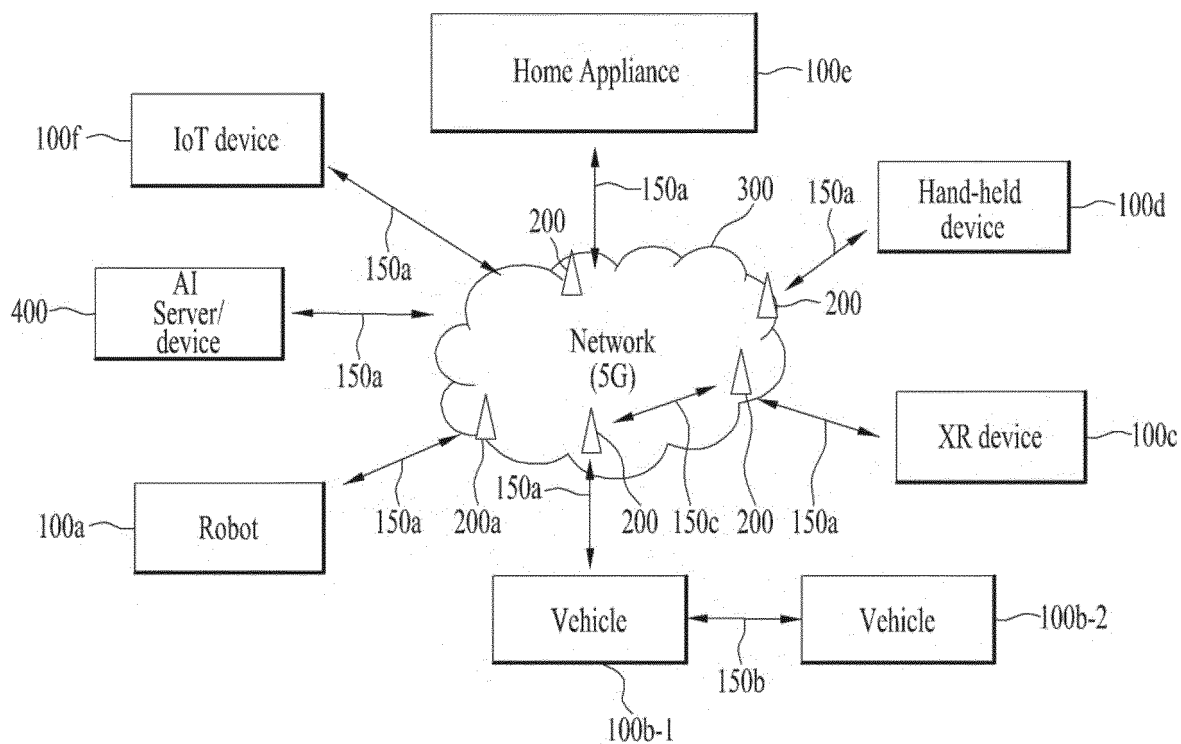 Home Appliance
100e
100f
IoT device
150a
300
150a
Hand-held
device
100d
200
150a
400
AI
Server/
device
200
150a
Network
(5G)
XR device
100c
150a
100a
Robot
150a
200a
200
150c
200
150a
Vehicle
Vehicle
100b-2
150b
100b-1